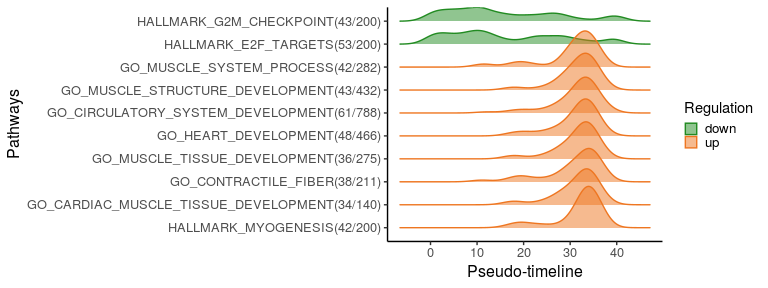 HALLMARK_G2M_CHECKPOINT(43/200)
HALLMARK_E2F_TARGETS(53/200)
GO_MUSCLE_SYSTEM_PROCESS(42/282)
GO_MUSCLE_STRUCTURE_DEVELOPMENT(43/432)
GO_CIRCULATORY_SYSTEM_DEVELOPMENT(61/788)
GO_HEART_DEVELOPMENT(48/466)
GO_MUSCLE_TISSUE_DEVELOPMENT(36/275)
GO_CONTRACTILE_FIBER(38/211)
GO_CARDIAC_MUSCLE_TISSUE_DEVELOPMENT(34/140)
HALLMARK_MYOGENESIS(42/200)
Pathways
0 10 20 30 40
Pseudo-timeline
Regulation
down
up